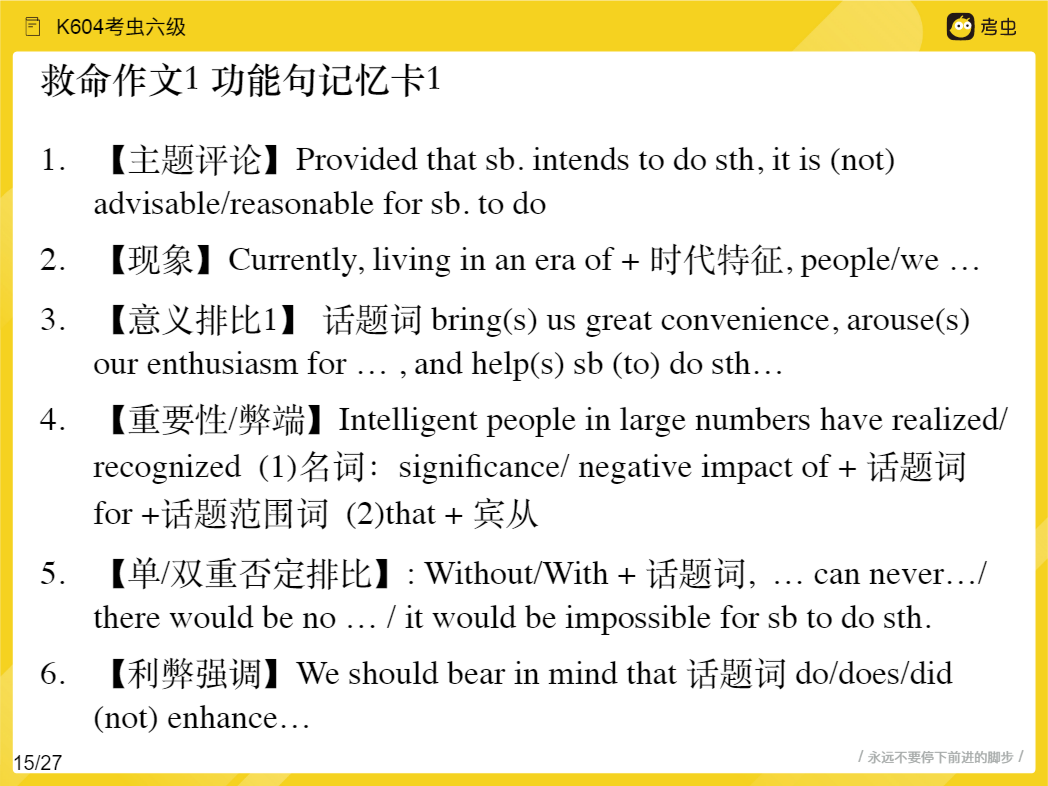 K604考虫六级
考虫
救命作文1 功能句记忆卡1
1. 【主题评论】Provided that sb. intends to do sth, it is (not)
advisable/reasonable for sb. to do
2. 【现象】Currently, living in an era of + 时代特征, people/we …
3. 【意义排比1】 话题词 bring(s) us great convenience, arouse(s)
our enthusiasm for … , and help(s) sb (to) do sth…
4. 【重要性/弊端】Intelligent people in large numbers have realized/
recognized (1)名词：significance/ negative impact of + 话题词
for +话题范围词 (2)that + 宾从
5. 【单/双重否定排比】: Without/With + 话题词, … can never…/
there would be no … / it would be impossible for sb to do sth.
6. 【利弊强调】We should bear in mind that 话题词 do/does/did
(not) enhance…
15/27
/ 永远不要停下前进的脚步 /